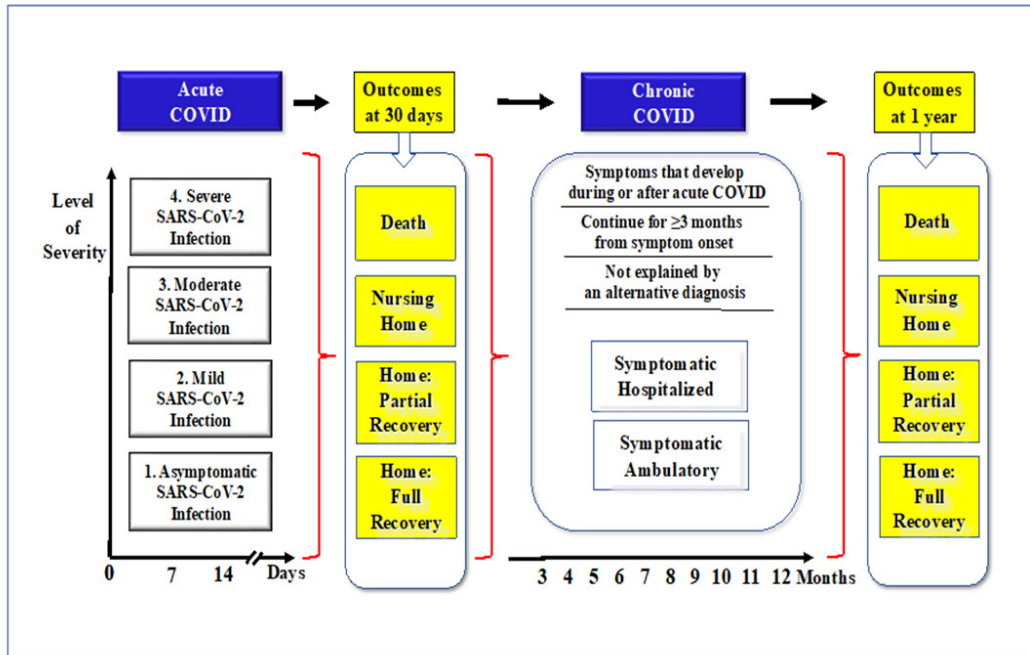 Acute
COVID
Outcomes
at 30 days
Chronic
COVID
Outcomes
at 1 year
Level
of
Severity
4. Severe
SARS-CoV-2
Infection
3. Moderate
SARS-CoV-2
Infection
2. Mild
SARS-CoV-2
Infection
1. Asymptomatic
SARS-CoV-2
Infection
0 7 14 Days
Death
Nursing
Home
Home:
Partial
Recovery
Home:
Full
Recovery
Symptoms that develop
during or after acute COVID
Continue for ≥3 months
from symptom onset
Not explained by
an alternative diagnosis
Symptomatic
Hospitalized
Symptomatic
Ambulatory
3 4 5 6 7 8 9 10 11 12 Months
Death
Nursing
Home
Home:
Partial
Recovery
Home:
Full
Recovery